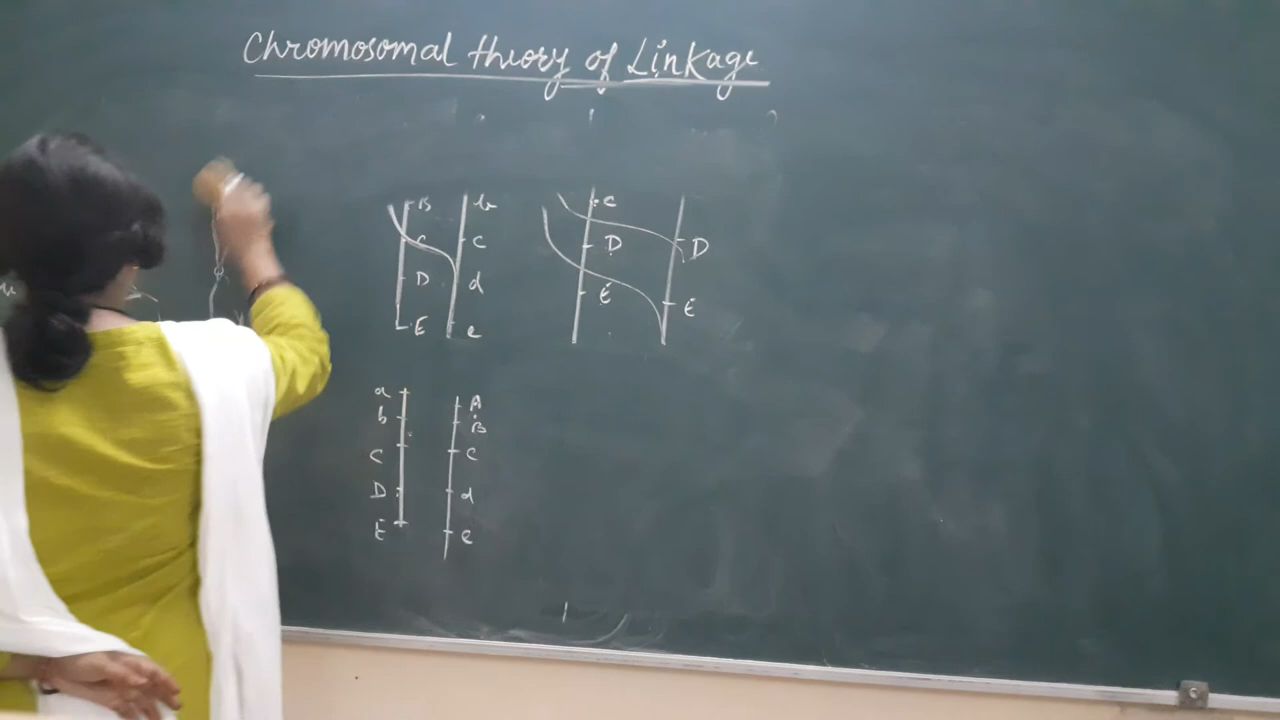 Chromosomal theory of Linkage
B b C
C c D D
D d E E
E e
a A
b B
C c
D d
E e